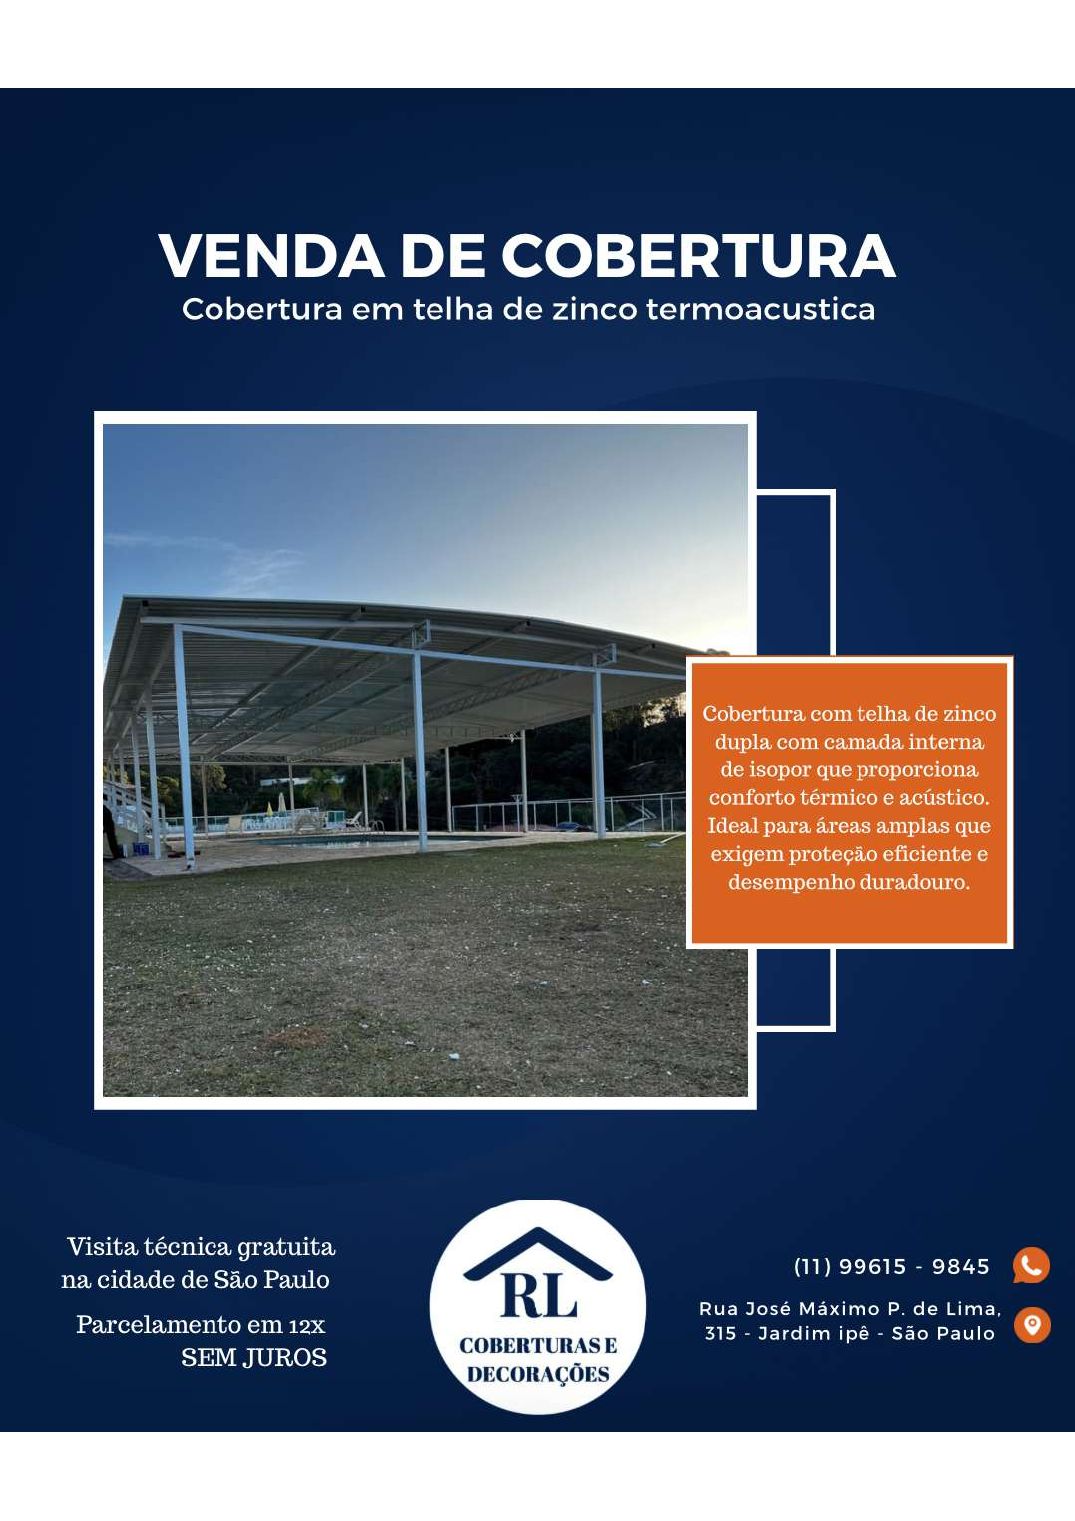 VENDA DE COBERTURA
Cobertura em telha de zinco termoacustica
Cobertura com telha de zinco
dupla com camada interna
de isopor que proporciona
conforto térmico e acústico.
Ideal para áreas amplas que
exigem proteção eficiente e
desempenho duradouro.
Visita técnica gratuita
na cidade de São Paulo
Parcelamento em 12x
SEM JUROS
RL
COBERTURAS E
DECORAÇÕES
(11) 99615 - 9845
Rua José Máximo P. de Lima,
315 - Jardim ipê - São Paulo